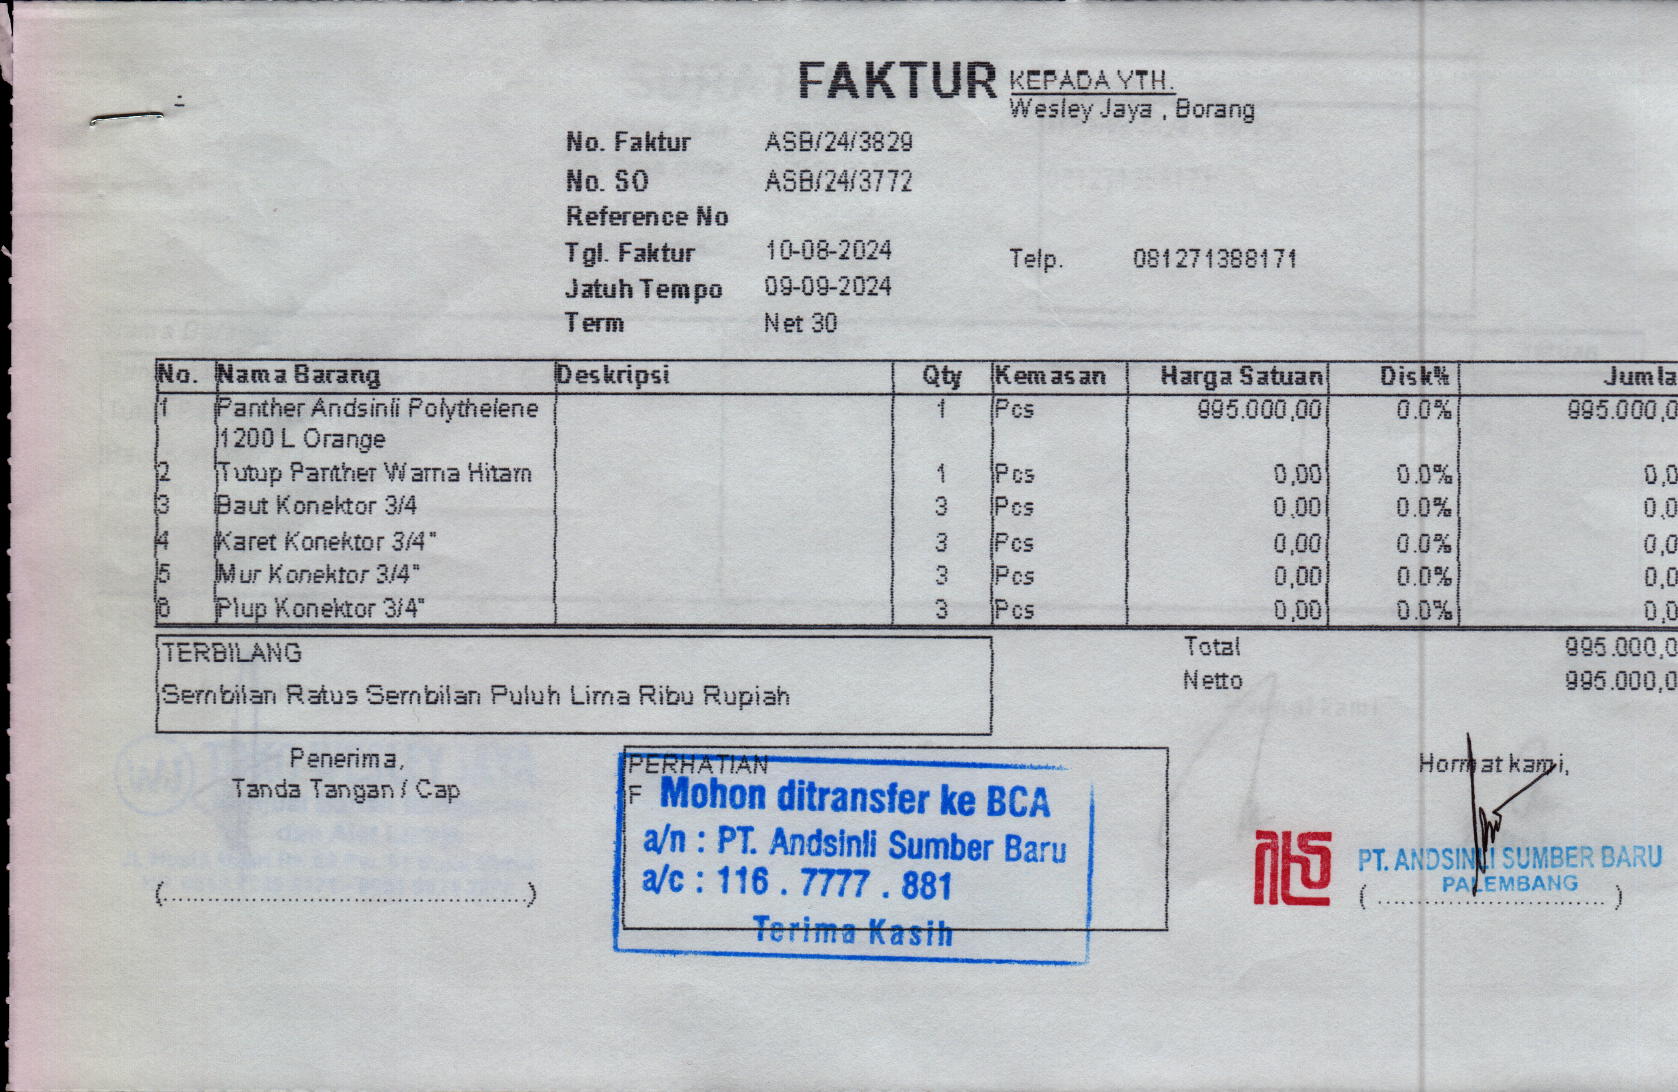 FAKTUR
KEPADA YTH.
Wesley Jaya , Borang
No. Faktur ASB/24/3829
No. SO ASB/24/3772
Reference No
Tgl. Faktur 10-08-2024
Telp. 081271388171
Jatuh Tempo 09-09-2024
Term Net 30
No. Nama Barang Deskripsi Qty Kemasan Harga Satuan Disk% Jumla
1 Panther Andsinli Polythelene 1 Pcs 995.000,00 0.0% 995.000,0
1200 L Orange
2 Tutup Panther Warna Hitam 1 Pcs 0,00 0.0% 0,0
3 Baut Konektor 3/4 3 Pcs 0,00 0.0% 0,0
4 Karet Konektor 3/4" 3 Pcs 0,00 0.0% 0,0
5 Mur Konektor 3/4" 3 Pcs 0,00 0.0% 0,0
6 Plup Konektor 3/4" 3 Pcs 0,00 0.0% 0,0
TERBILANG
Sembilan Ratus Sembilan Puluh Lima Ribu Rupiah
Total 995.000,0
Netto 995.000,0
Penerima,
Tanda Tangan / Cap
(......................................................)
PERHATIAN
F
Mohon ditransfer ke BCA
a/n : PT. Andsinli Sumber Baru
a/c : 116 . 7777 . 881
Terima Kasih
Hormat kami,
PT. ANDSINLI SUMBER BARU
PALEMBANG
(..................................)